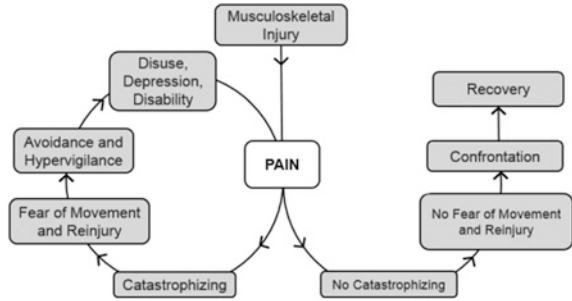 Musculoskeletal
Injury
Disuse,
Depression,
Disability
Recovery
Avoidance and
Hypervigilance
PAIN
Confrontation
Fear of Movement
and Reinjury
No Fear of Movement
and Reinjury
Catastrophizing
No Catastrophizing